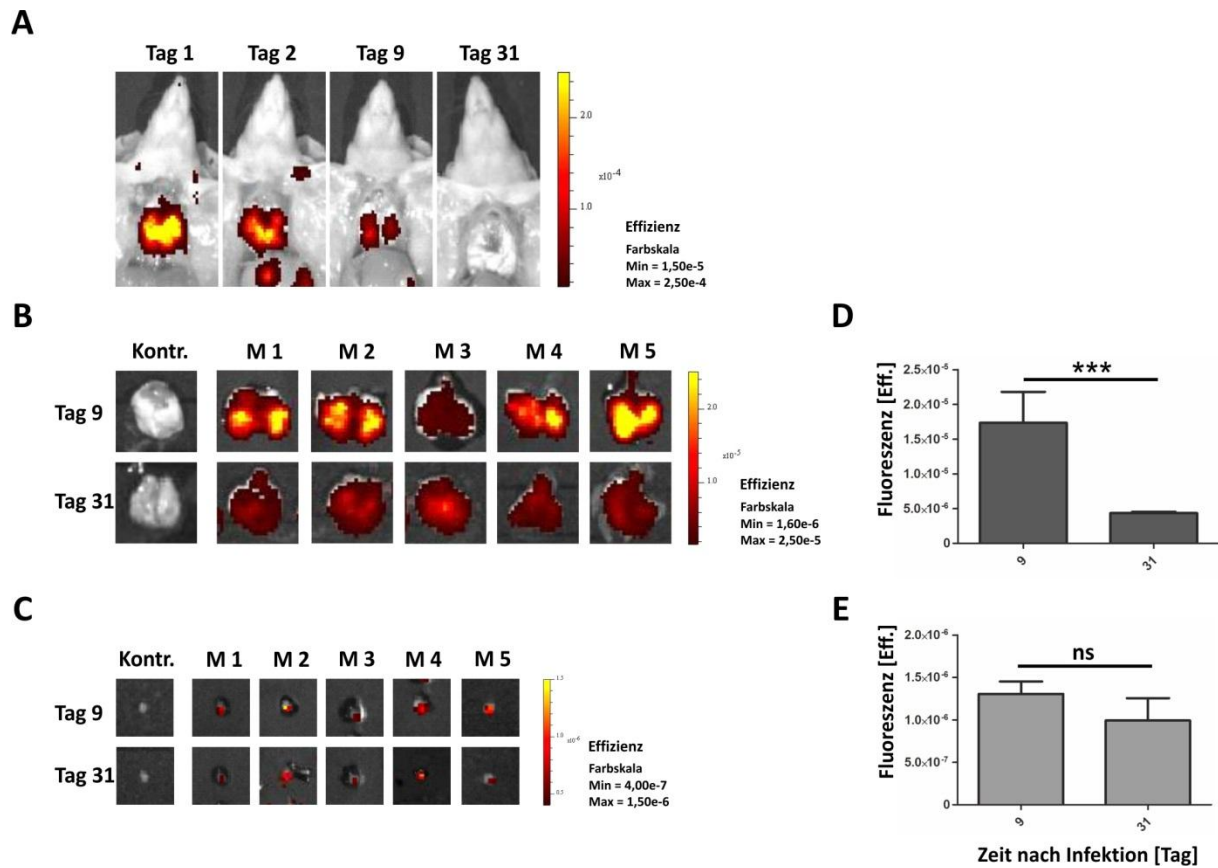 A
Tag 1 Tag 2 Tag 9 Tag 31
2.0
x10⁻⁴
1.0
Effizienz
Farbskala
Min = 1,50e-5
Max = 2,50e-4
B
Kontr. M 1 M 2 M 3 M 4 M 5
Tag 9
Tag 31
2.0
x10⁻⁵
1.0
Effizienz
Farbskala
Min = 1,60e-6
Max = 2,50e-5
C
Kontr. M 1 M 2 M 3 M 4 M 5
Tag 9
Tag 31
1.5
x10⁻⁶
0.5
Effizienz
Farbskala
Min = 4,00e-7
Max = 1,50e-6
D
Fluoreszenz [Eff.]
2.5×10⁻⁵
2.0×10⁻⁵
1.5×10⁻⁵
1.0×10⁻⁵
5.0×10⁻⁶
0
***
9 31
E
Fluoreszenz [Eff.]
2.0×10⁻⁶
1.5×10⁻⁶
1.0×10⁻⁶
5.0×10⁻⁷
0
ns
9 31
Zeit nach Infektion [Tag]